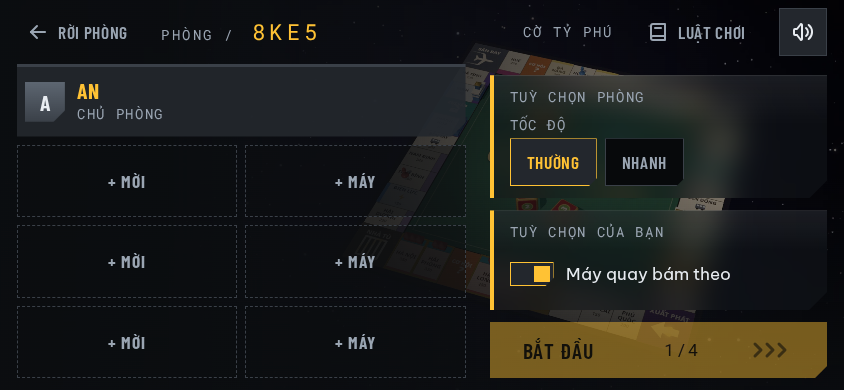 RỜI PHÒNG
PHÒNG / 8KE5
CỜ TỶ PHÚ
LUẬT CHƠI
A
AN
CHỦ PHÒNG
+ MỜI
+ MÁY
+ MỜI
+ MÁY
+ MỜI
+ MÁY
TUỲ CHỌN PHÒNG
TỐC ĐỘ
THƯỜNG
NHANH
TUỲ CHỌN CỦA BẠN
Máy quay bám theo
BẮT ĐẦU
1 / 4